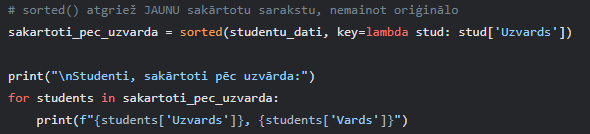 # sorted() atgriež JAUNU sakārtotu sarakstu, nemainot oriģinālo
sakartoti_pec_uzvarda = sorted(studentu_dati, key=lambda stud: stud['Uzvards'])
print("\nStudenti, sakārtoti pēc uzvārda:")
for students in sakartoti_pec_uzvarda:
    print(f"{students['Uzvards']}, {students['Vards']}")